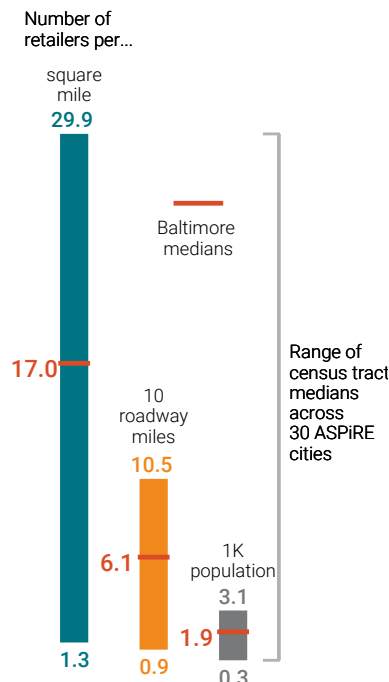 Number of
retailers per...
square
mile
29.9
Baltimore
medians
17.0
Range of
census tract
medians
across
30 ASPiRE
cities
10
roadway
miles
10.5
6.1
1K
population
3.1
1.9
1.3
0.9
0.3